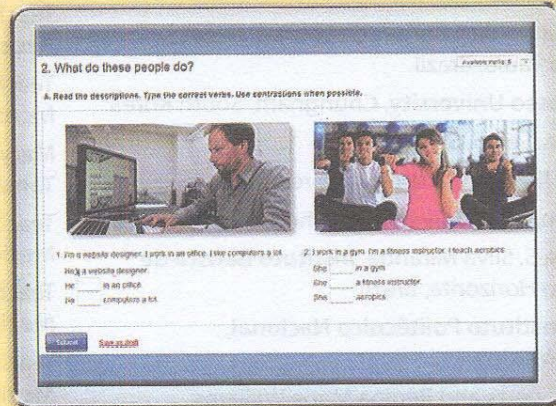 2. What do these people do?
A. Read the descriptions. Type the correct verbs. Use contractions when possible.
1. I'm a website designer. I work in an office. I like computers a lot.
He's a website designer.
He ____ in an office.
He ____ computers a lot.
2. I work in a gym. I'm a fitness instructor. I teach aerobics.
She ____ in a gym.
She ____ a fitness instructor.
She ____ aerobics.
Submit
Save as draft